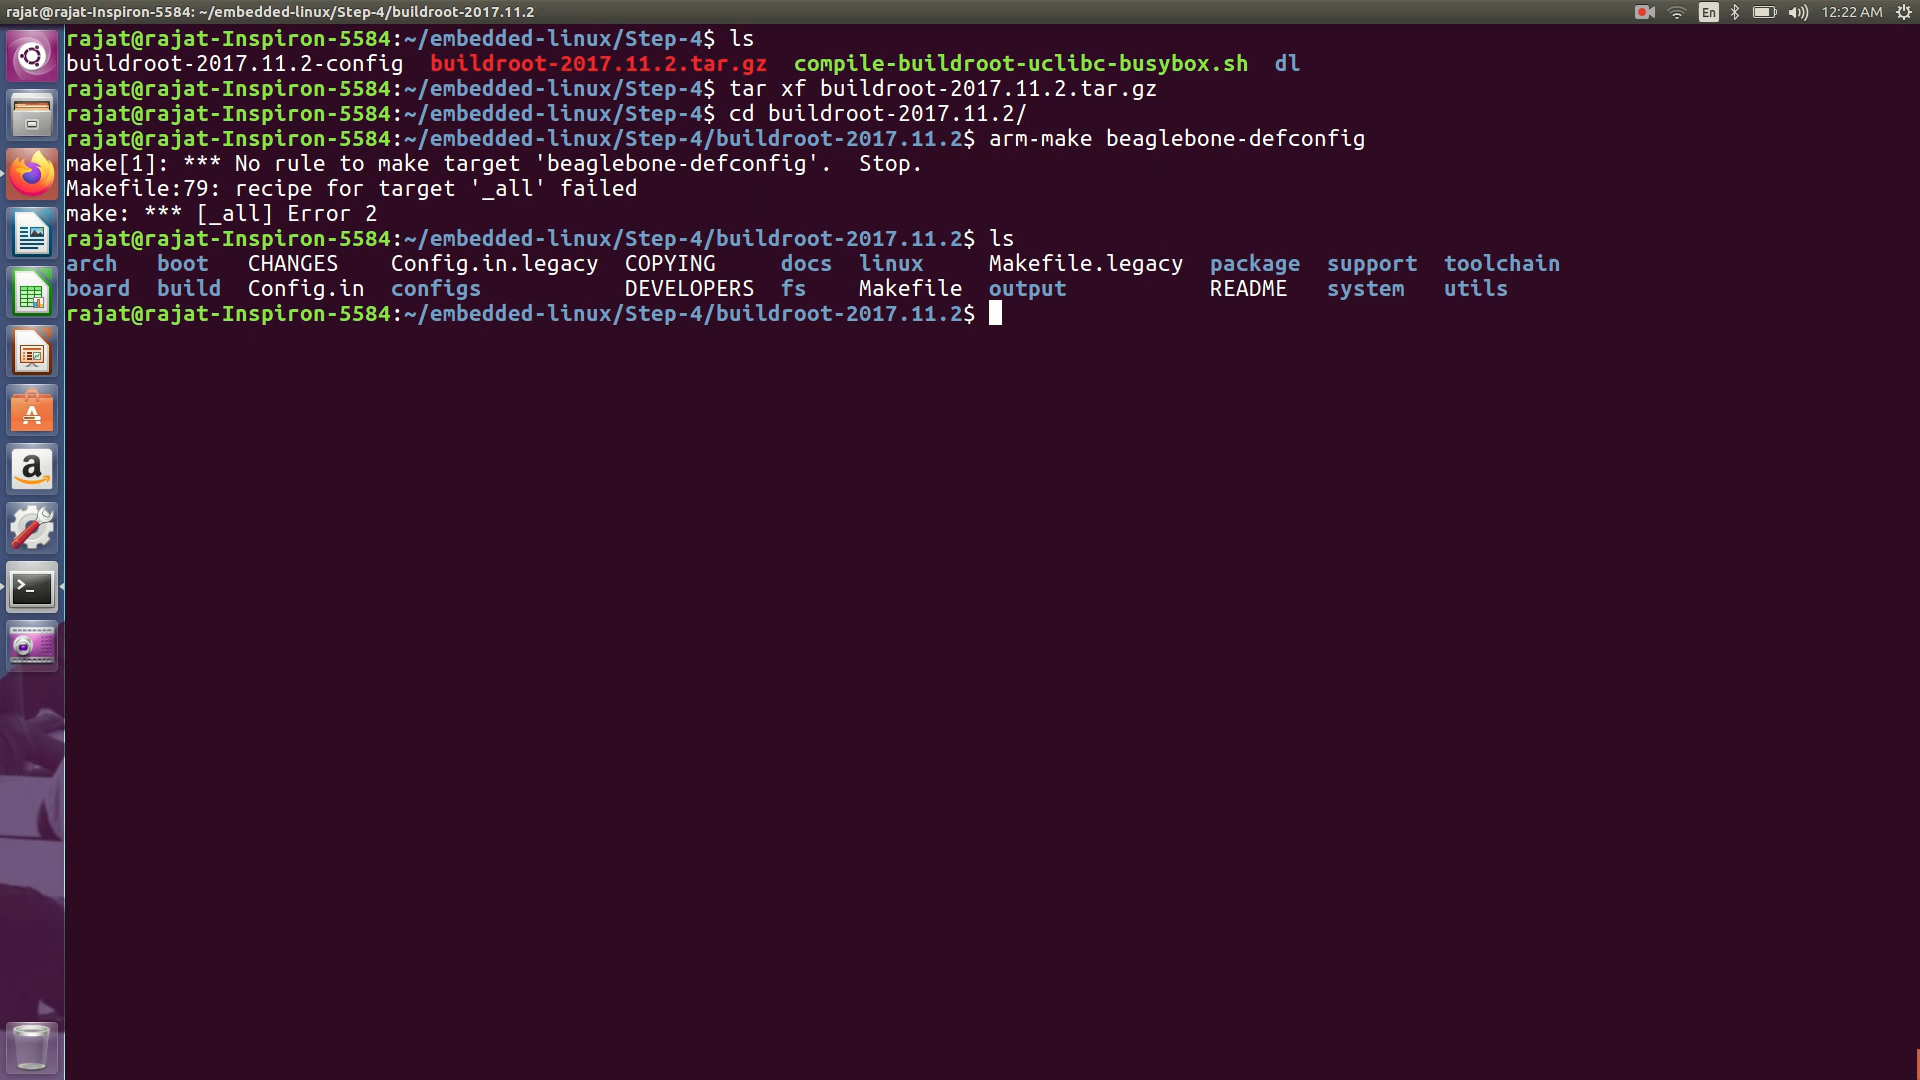 rajat@rajat-Inspiron-5584: ~/embedded-linux/Step-4/buildroot-2017.11.2
En
12:22 AM
rajat@rajat-Inspiron-5584:~/embedded-linux/Step-4$ ls
buildroot-2017.11.2-config  buildroot-2017.11.2.tar.gz  compile-buildroot-uclibc-busybox.sh  dl
rajat@rajat-Inspiron-5584:~/embedded-linux/Step-4$ tar xf buildroot-2017.11.2.tar.gz
rajat@rajat-Inspiron-5584:~/embedded-linux/Step-4$ cd buildroot-2017.11.2/
rajat@rajat-Inspiron-5584:~/embedded-linux/Step-4/buildroot-2017.11.2$ arm-make beaglebone-defconfig
make[1]: *** No rule to make target 'beaglebone-defconfig'.  Stop.
Makefile:79: recipe for target '_all' failed
make: *** [_all] Error 2
rajat@rajat-Inspiron-5584:~/embedded-linux/Step-4/buildroot-2017.11.2$ ls
arch   boot   CHANGES    Config.in.legacy  COPYING     docs  linux     Makefile.legacy  package  support  toolchain
board  build  Config.in  configs           DEVELOPERS  fs    Makefile  output           README   system   utils
rajat@rajat-Inspiron-5584:~/embedded-linux/Step-4/buildroot-2017.11.2$